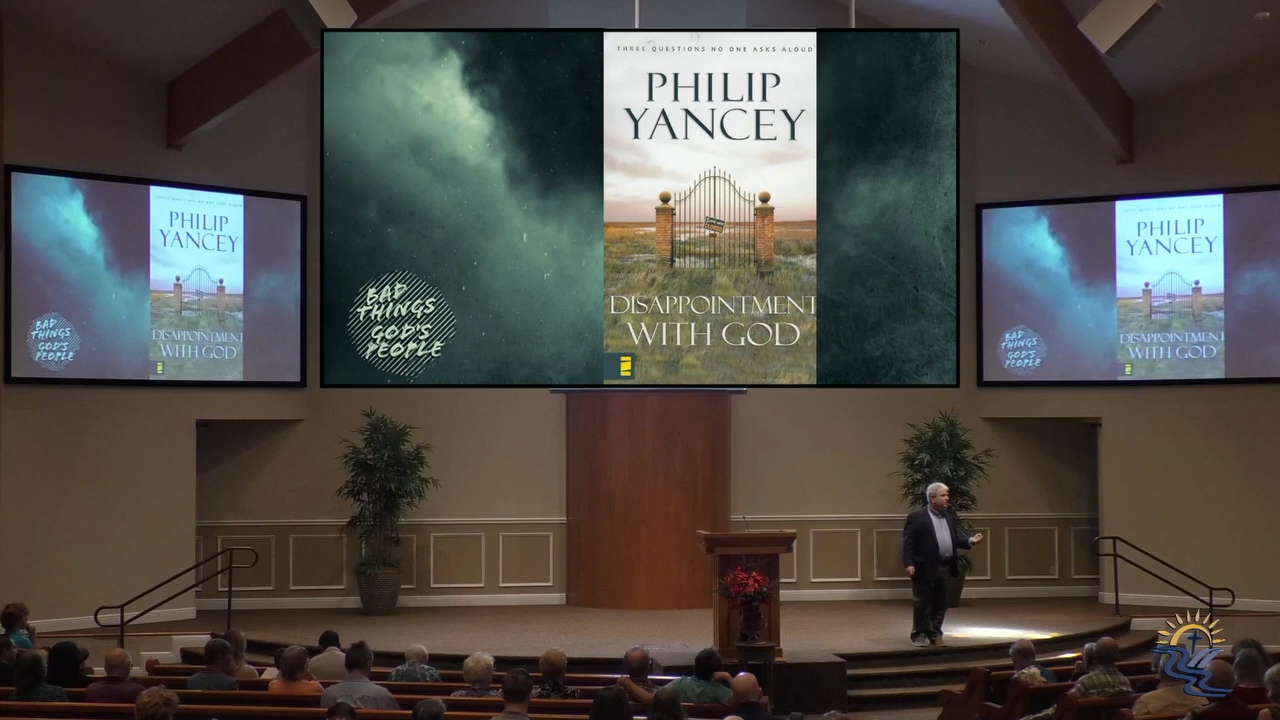 THREE QUESTIONS NO ONE ASKS ALOUD
PHILIP
YANCEY
DISAPPOINTMENT
WITH GOD
BAD
THINGS
GOD'S
PEOPLE
PHILIP
YANCEY
DISAPPOINTMENT
WITH GOD
BAD
THINGS
GOD'S
PEOPLE
PHILIP
YANCEY
DISAPPOINTMENT
WITH GOD
BAD
THINGS
GOD'S
PEOPLE